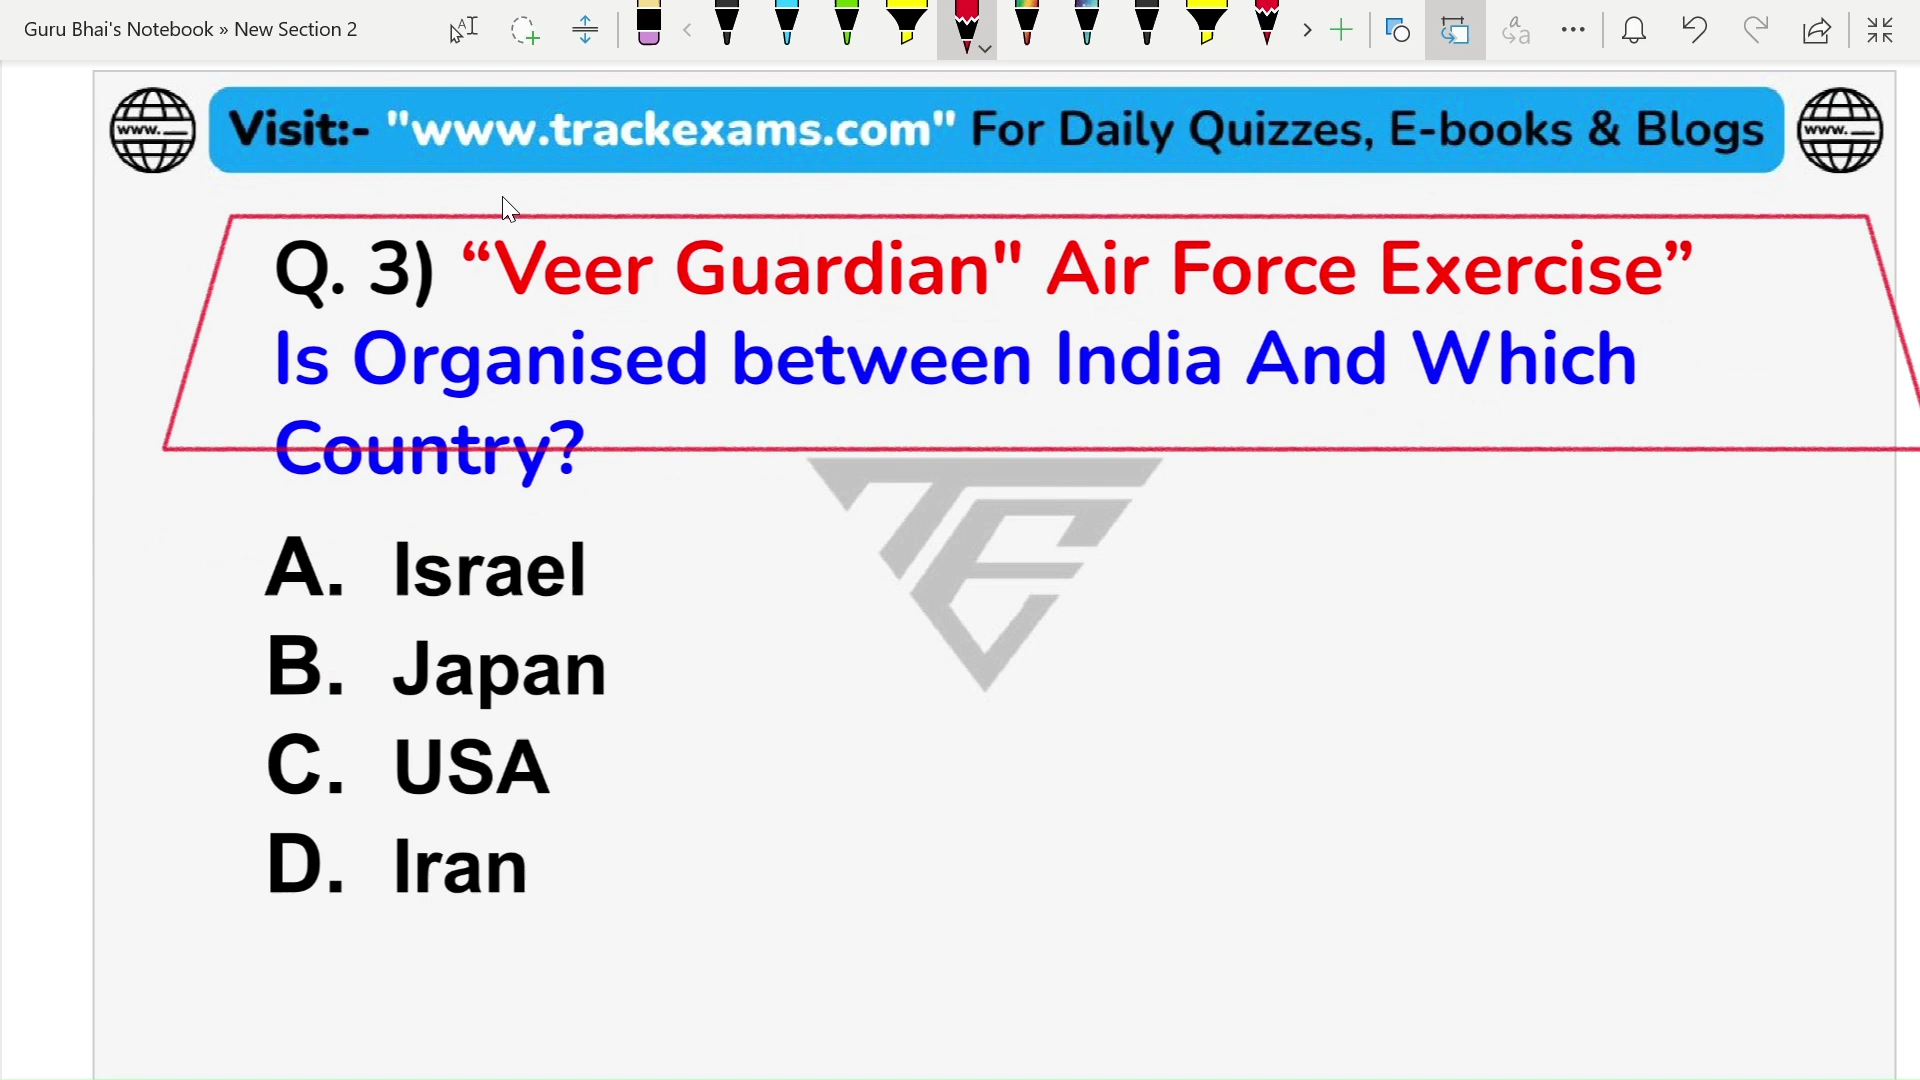 Guru Bhai's Notebook » New Section 2
www.
Visit:- "www.trackexams.com" For Daily Quizzes, E-books & Blogs
www.
Q. 3) “Veer Guardian" Air Force Exercise”
Is Organised between India And Which
Country?
A. Israel
B. Japan
C. USA
D. Iran